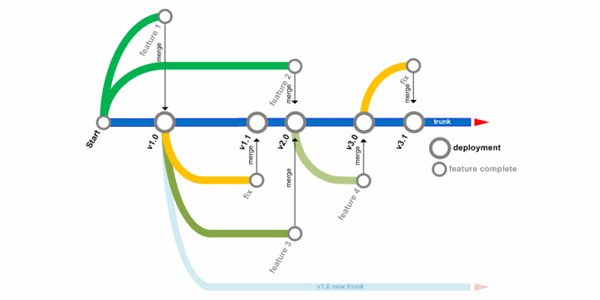 feature 1
merge
feature 2
merge
fix
merge
Start
v1.0
v1.1
v2.0
v3.0
v3.1
trunk
deployment
feature complete
merge
fix
merge
feature 3
merge
feature 4
v1.0 new trunk